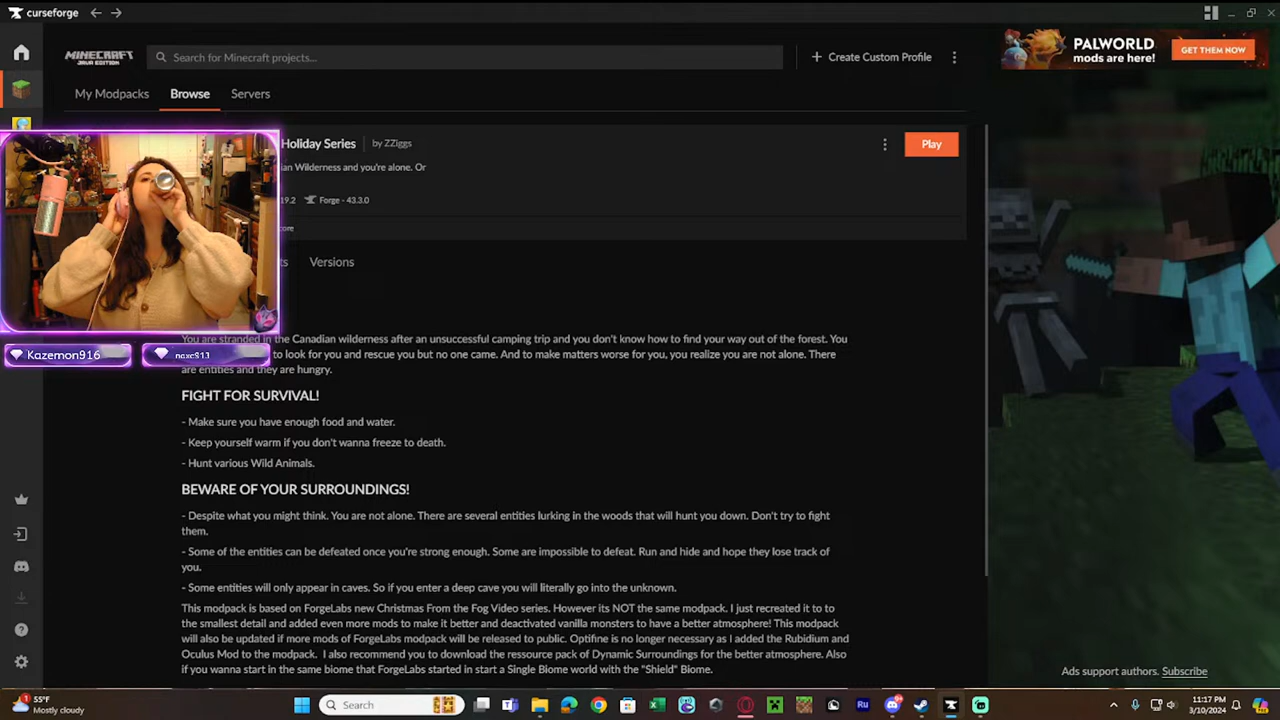 curseforge
MINECRAFT
JAVA EDITION
Search for Minecraft projects...
Create Custom Profile
PALWORLD
mods are here!
GET THEM NOW
My Modpacks
Browse
Servers
Holiday Series
by ZZiggs
Play
ian Wilderness and you're alone. Or
19.2
Forge - 43.3.0
core
ts
Versions
Kazemon916
You are stranded in the Canadian wilderness after an unsuccessful camping trip and you don't know how to find your way out of the forest. You
to look for you and rescue you but no one came. And to make matters worse for you, you realize you are not alone. There
are entities and they are hungry.
FIGHT FOR SURVIVAL!
- Make sure you have enough food and water.
- Keep yourself warm if you don't wanna freeze to death.
- Hunt various Wild Animals.
BEWARE OF YOUR SURROUNDINGS!
- Despite what you might think. You are not alone. There are several entities lurking in the woods that will hunt you down. Don't try to fight
them.
- Some of the entities can be defeated once you're strong enough. Some are impossible to defeat. Run and hide and hope they lose track of
you.
- Some entities will only appear in caves. So if you enter a deep cave you will literally go into the unknown.
This modpack is based on ForgeLabs new Christmas From the Fog Video series. However its NOT the same modpack. I just recreated it to to
the smallest detail and added even more mods to make it better and deactivated vanilla monsters to have a better atmosphere! This modpack
will also be updated if more mods of ForgeLabs modpack will be released to public. Optifine is no longer necessary as I added the Rubidium and
Oculus Mod to the modpack. I also recommend you to download the ressource pack of Dynamic Surroundings for the better atmosphere. Also
if you wanna start in the same biome that ForgeLabs started in start a Single Biome world with the "Shield" Biome.
Ads support authors. Subscribe
55°F
Mostly cloudy
Search
Ru
11:17 PM
3/10/2024